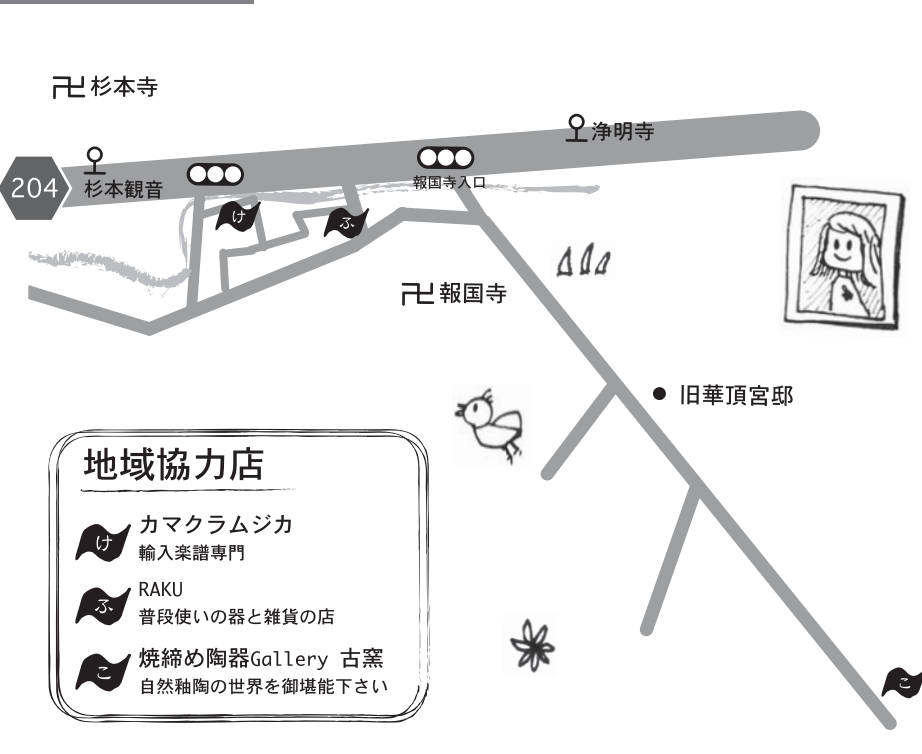 卍杉本寺
浄明寺
204
杉本観音
報国寺入口
け
ふ
卍報国寺
旧華頂宮邸
地域協力店
け
カマクラムジカ
輸入楽譜専門
ふ
RAKU
普段使いの器と雑貨の店
こ
焼締め陶器Gallery 古窯
自然釉陶の世界を御堪能下さい
こ